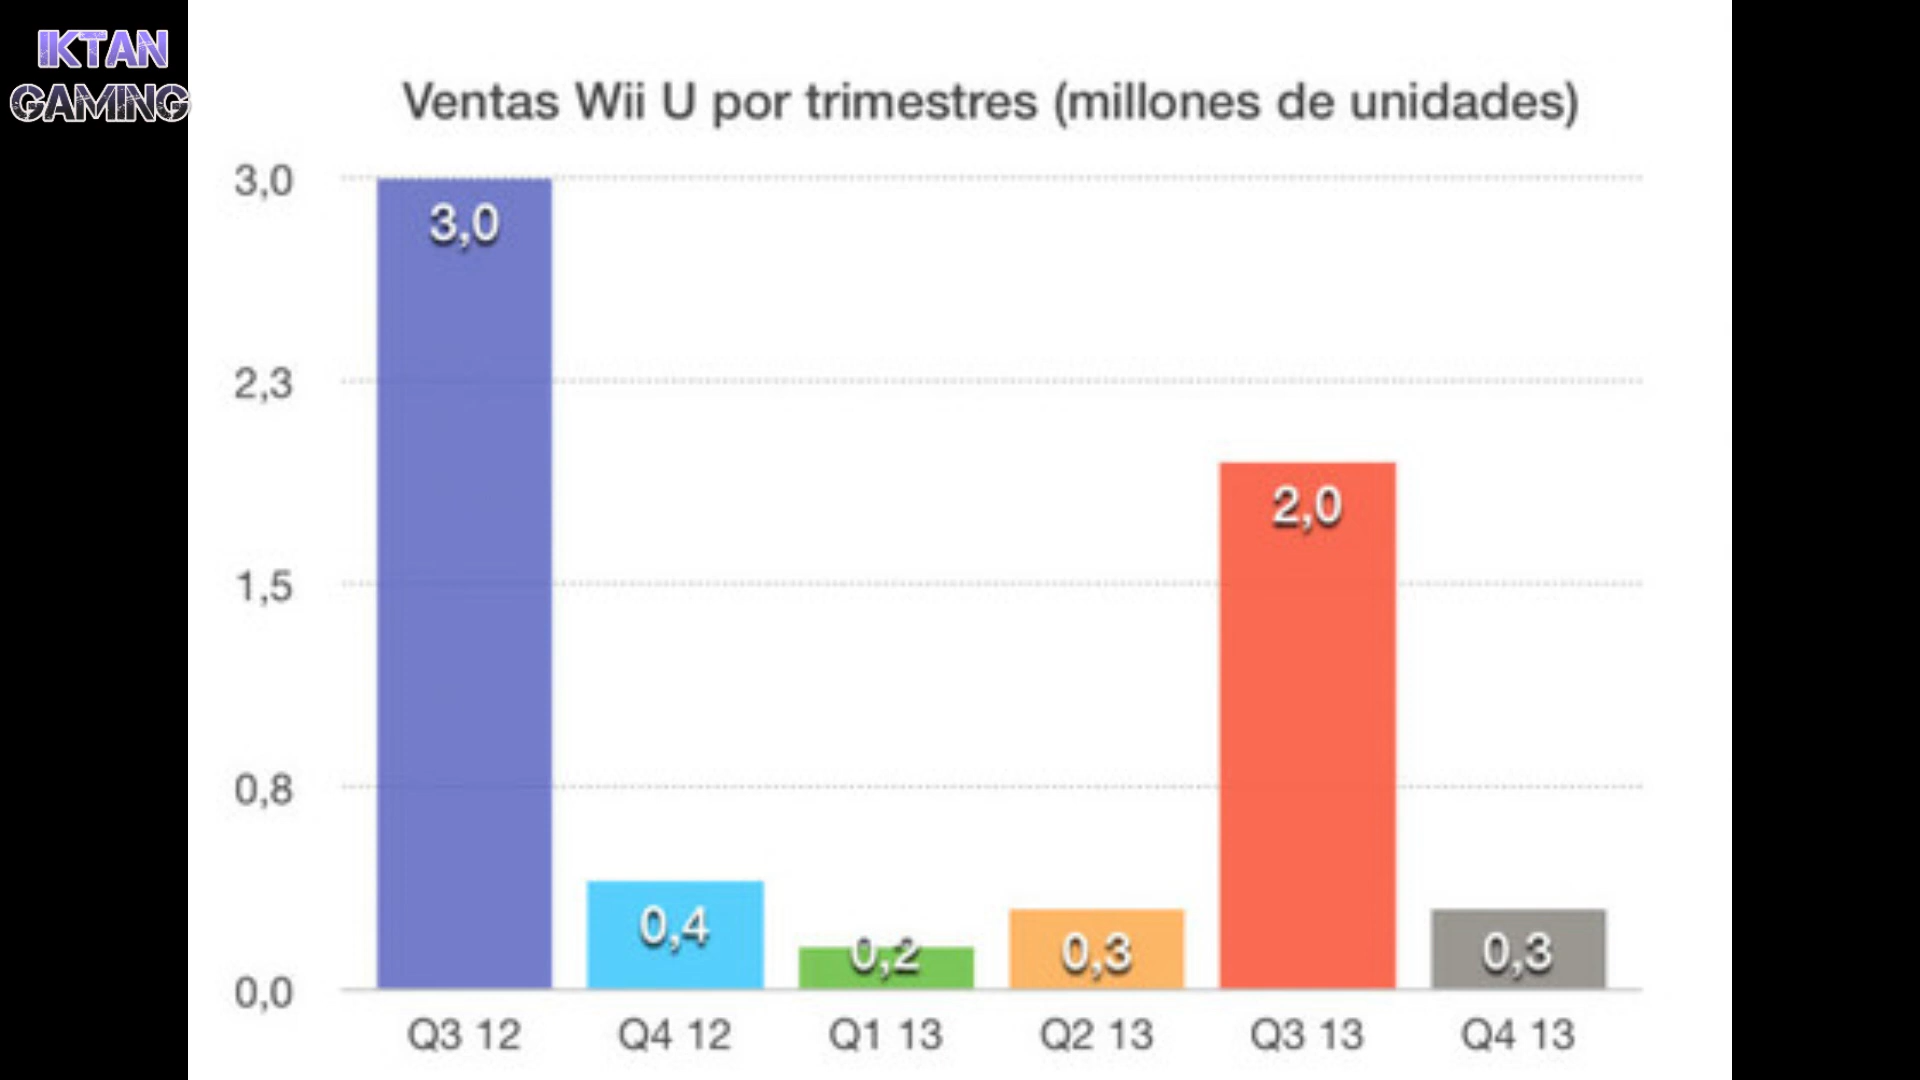 IKTAN
GAMING
Ventas Wii U por trimestres (millones de unidades)
3,0
2,3
1,5
0,8
0,0
3,0
0,4
0,2
0,3
2,0
0,3
Q3 12
Q4 12
Q1 13
Q2 13
Q3 13
Q4 13